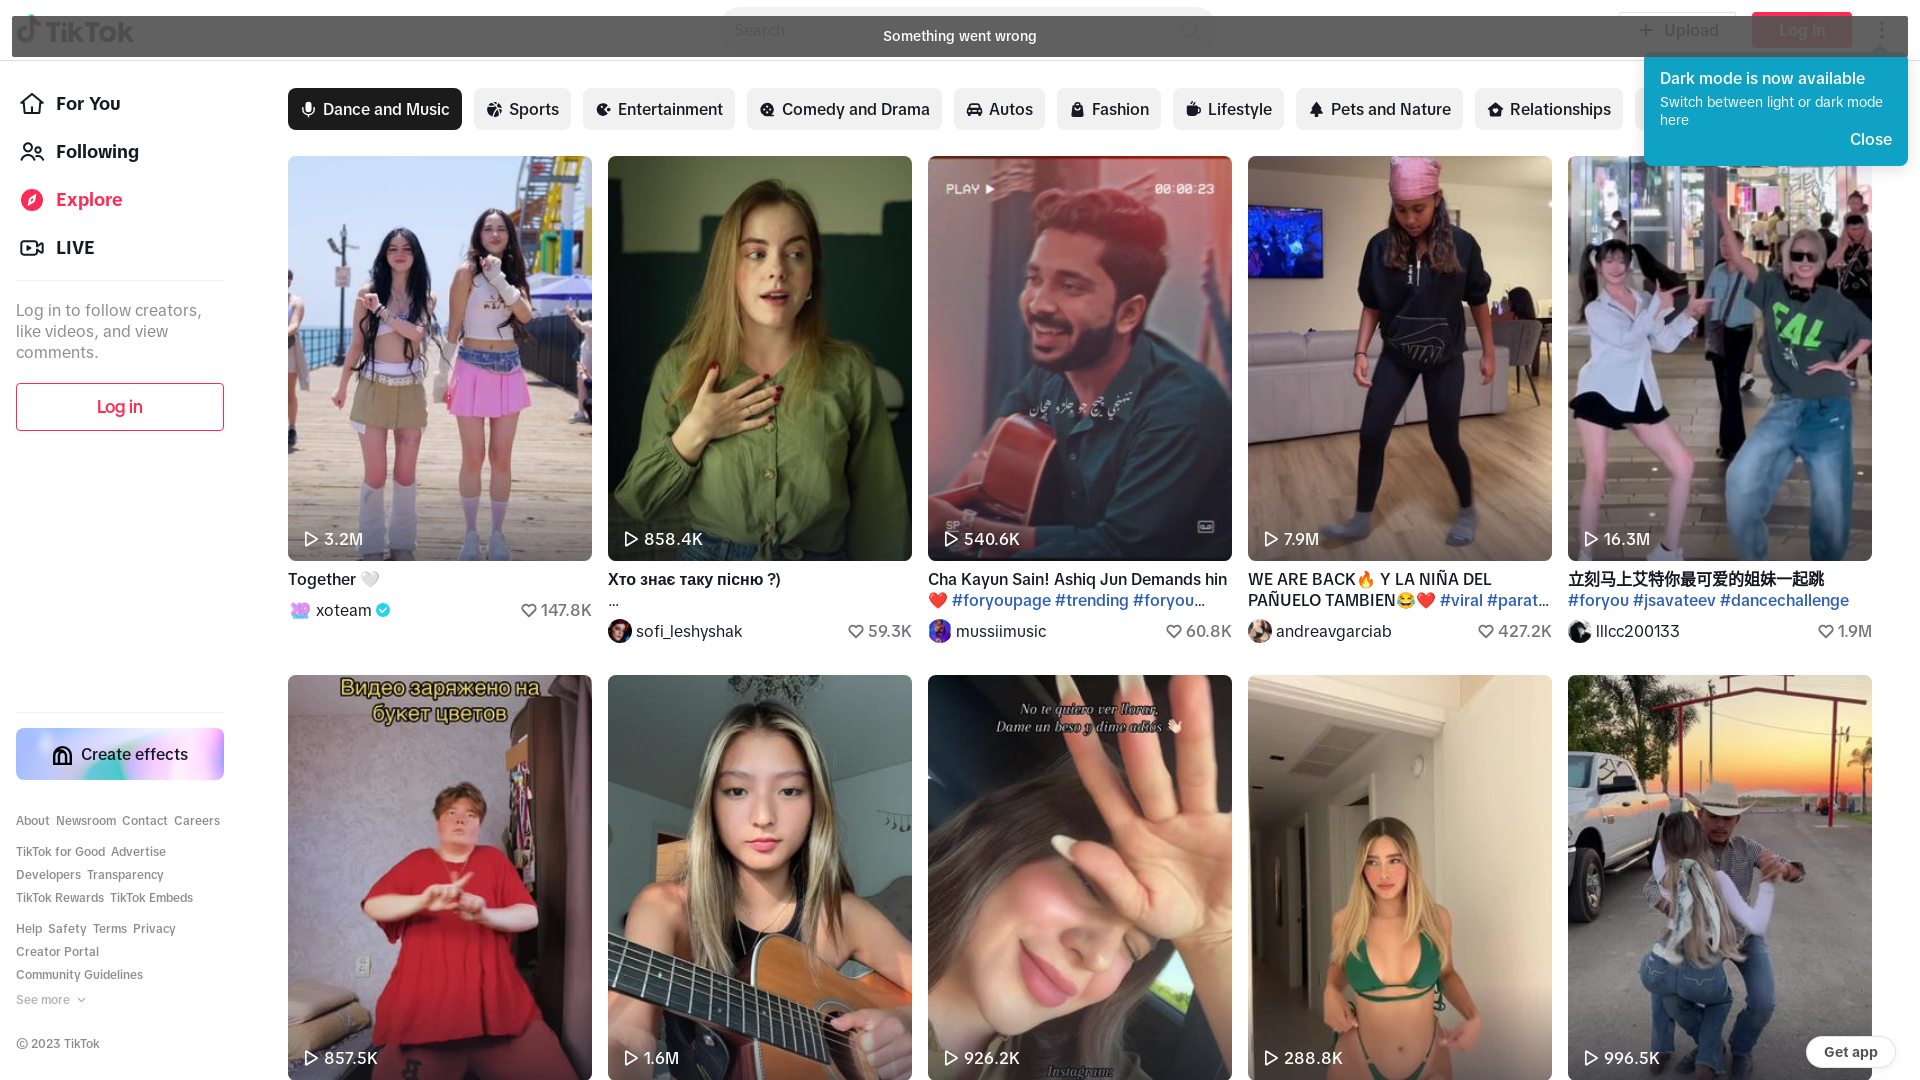 TikTok
Search
Something went wrong
Upload
Log in
Dark mode is now available
Switch between light or dark mode
here
Close
For You
Following
Explore
LIVE
Log in to follow creators,
like videos, and view
comments.
Log in
Create effects
About Newsroom Contact Careers
TikTok for Good Advertise
Developers Transparency
TikTok Rewards TikTok Embeds
Help Safety Terms Privacy
Creator Portal
Community Guidelines
See more
© 2023 TikTok
Dance and Music
Sports
Entertainment
Comedy and Drama
Autos
Fashion
Lifestyle
Pets and Nature
Relationships
3.2M
Together 🤍
xoteam
147.8K
858.4K
Хто знає таку пісню ?)
...
sofi_leshyshak
59.3K
PLAY
00:00:23
SP
540.6K
Cha Kayun Sain! Ashiq Jun Demands hin
❤️ #foryoupage #trending #foryou...
mussiimusic
60.8K
7.9M
WE ARE BACK🔥 Y LA NIÑA DEL
PAÑUELO TAMBIEN😂❤️ #viral #parat...
andreavgarciab
427.2K
16.3M
立刻马上艾特你最可爱的姐妹一起跳
#foryou #jsavateev #dancechallenge
lllcc200133
1.9M
Видео заряжено на
букет цветов
857.5K
1.6M
No te quiero ver llorar,
Dame un beso y dime adiós 👋🏻
926.2K
Instagram:
288.8K
996.5K
Get app